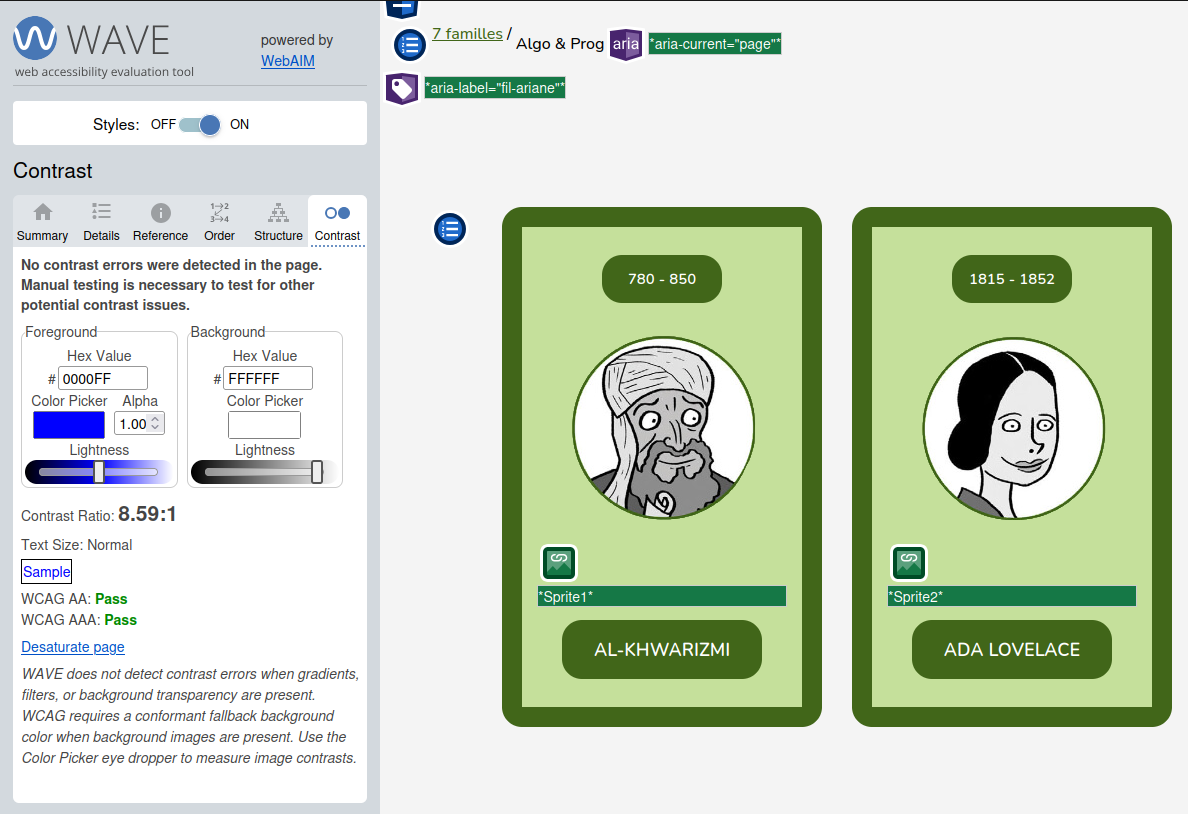 WAVE
web accessibility evaluation tool
powered by
WebAIM
Styles: OFF ON
Contrast
Summary Details Reference Order Structure Contrast
No contrast errors were detected in the page.
Manual testing is necessary to test for other
potential contrast issues.
Foreground Background
Hex Value Hex Value
# 0000FF # FFFFFF
Color Picker Alpha Color Picker
1.00
Lightness Lightness
Contrast Ratio: 8.59:1
Text Size: Normal
Sample
WCAG AA: Pass
WCAG AAA: Pass
Desaturate page
WAVE does not detect contrast errors when gradients,
filters, or background transparency are present.
WCAG requires a conformant fallback background
color when background images are present. Use the
Color Picker eye dropper to measure image contrasts.
7 familles / Algo & Prog aria *aria-current="page"*
*aria-label="fil-ariane"*
780 - 850
*Sprite1*
AL-KHWARIZMI
1815 - 1852
*Sprite2*
ADA LOVELACE